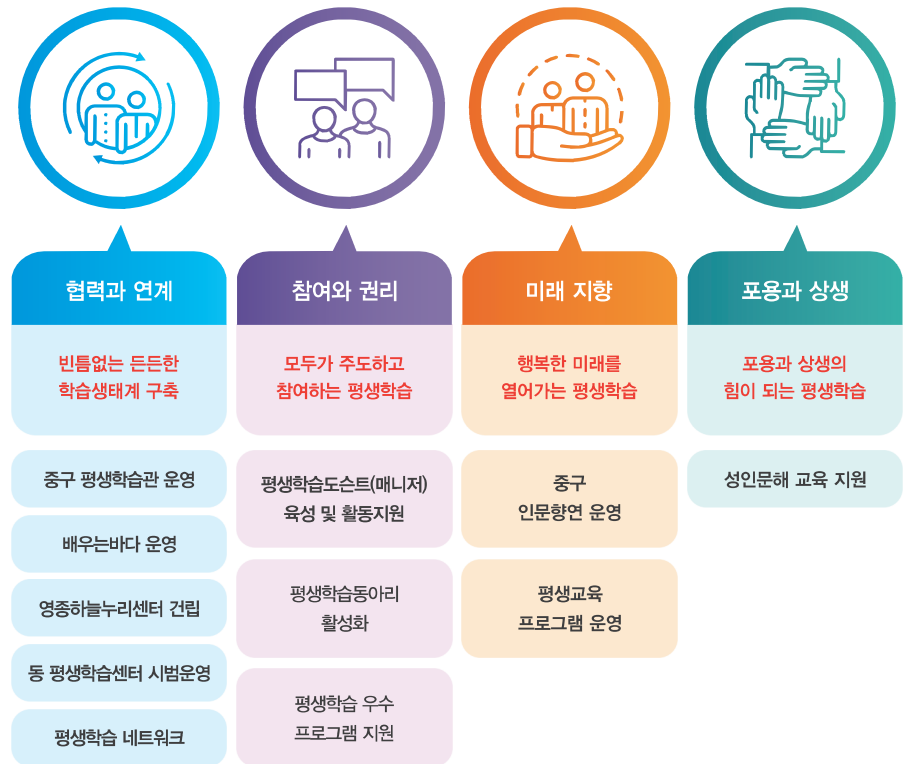 협력과 연계
빈틈없는 든든한
학습생태계 구축
중구 평생학습관 운영
배우는바다 운영
영종하늘누리센터 건립
동 평생학습센터 시범운영
평생학습 네트워크
참여와 권리
모두가 주도하고
참여하는 평생학습
평생학습도슨트(매니저)
육성 및 활동지원
평생학습동아리
활성화
평생학습 우수
프로그램 지원
미래 지향
행복한 미래를
열어가는 평생학습
중구
인문향연 운영
평생교육
프로그램 운영
포용과 상생
포용과 상생의
힘이 되는 평생학습
성인문해 교육 지원